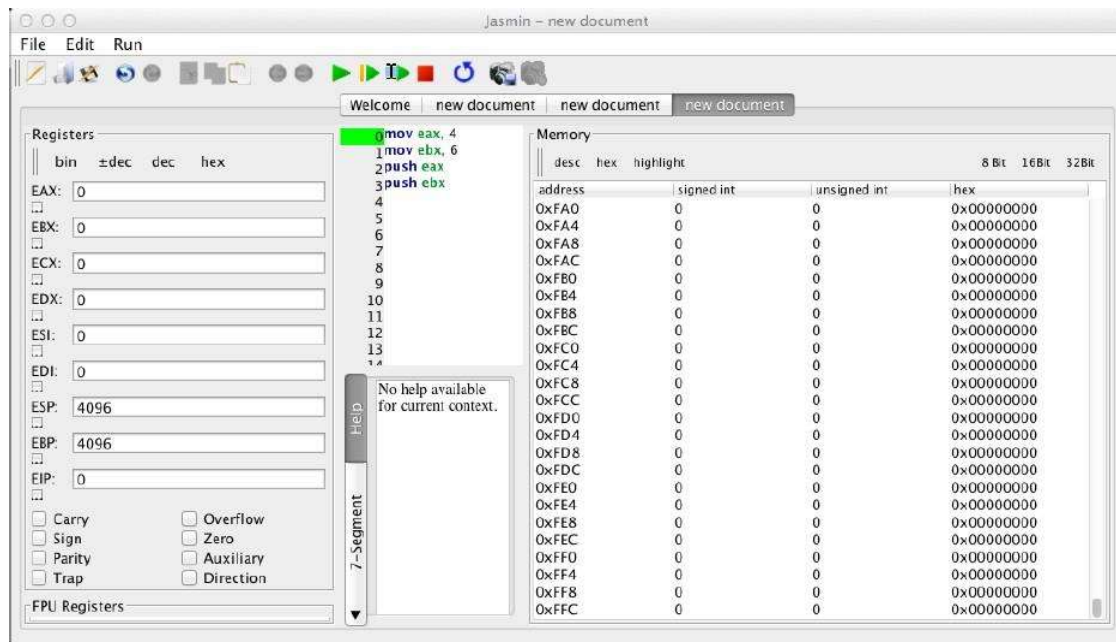 Jasmin – new document
File Edit Run
Welcome new document new document new document
Registers
bin ±dec dec hex
EAX: 0
EBX: 0
ECX: 0
EDX: 0
ESI: 0
EDI: 0
ESP: 4096
EBP: 4096
EIP: 0
Carry Overflow
Sign Zero
Parity Auxiliary
Trap Direction
FPU Registers
0 mov eax, 4
1 mov ebx, 6
2 push eax
3 push ebx
4
5
6
7
8
9
10
11
12
13
14
Help
7-Segment
No help available
for current context.
Memory
desc hex highlight 8 Bit 16Bit 32Bit
address signed int unsigned int hex
0xFA0 0 0 0x00000000
0xFA4 0 0 0x00000000
0xFA8 0 0 0x00000000
0xFAC 0 0 0x00000000
0xFB0 0 0 0x00000000
0xFB4 0 0 0x00000000
0xFB8 0 0 0x00000000
0xFBC 0 0 0x00000000
0xFC0 0 0 0x00000000
0xFC4 0 0 0x00000000
0xFC8 0 0 0x00000000
0xFCC 0 0 0x00000000
0xFD0 0 0 0x00000000
0xFD4 0 0 0x00000000
0xFD8 0 0 0x00000000
0xFDC 0 0 0x00000000
0xFE0 0 0 0x00000000
0xFE4 0 0 0x00000000
0xFE8 0 0 0x00000000
0xFEC 0 0 0x00000000
0xFF0 0 0 0x00000000
0xFF4 0 0 0x00000000
0xFF8 0 0 0x00000000
0xFFC 0 0 0x00000000